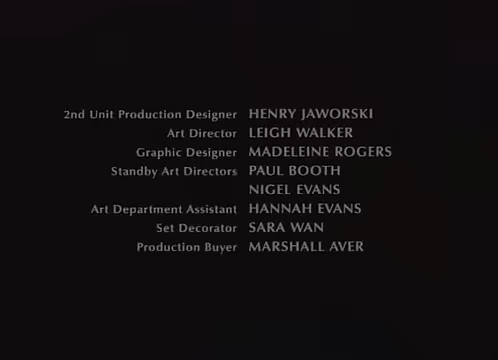 2nd Unit Production Designer HENRY JAWORSKI
Art Director LEIGH WALKER
Graphic Designer MADELEINE ROGERS
Standby Art Directors PAUL BOOTH
NIGEL EVANS
Art Department Assistant HANNAH EVANS
Set Decorator SARA WAN
Production Buyer MARSHALL AVER